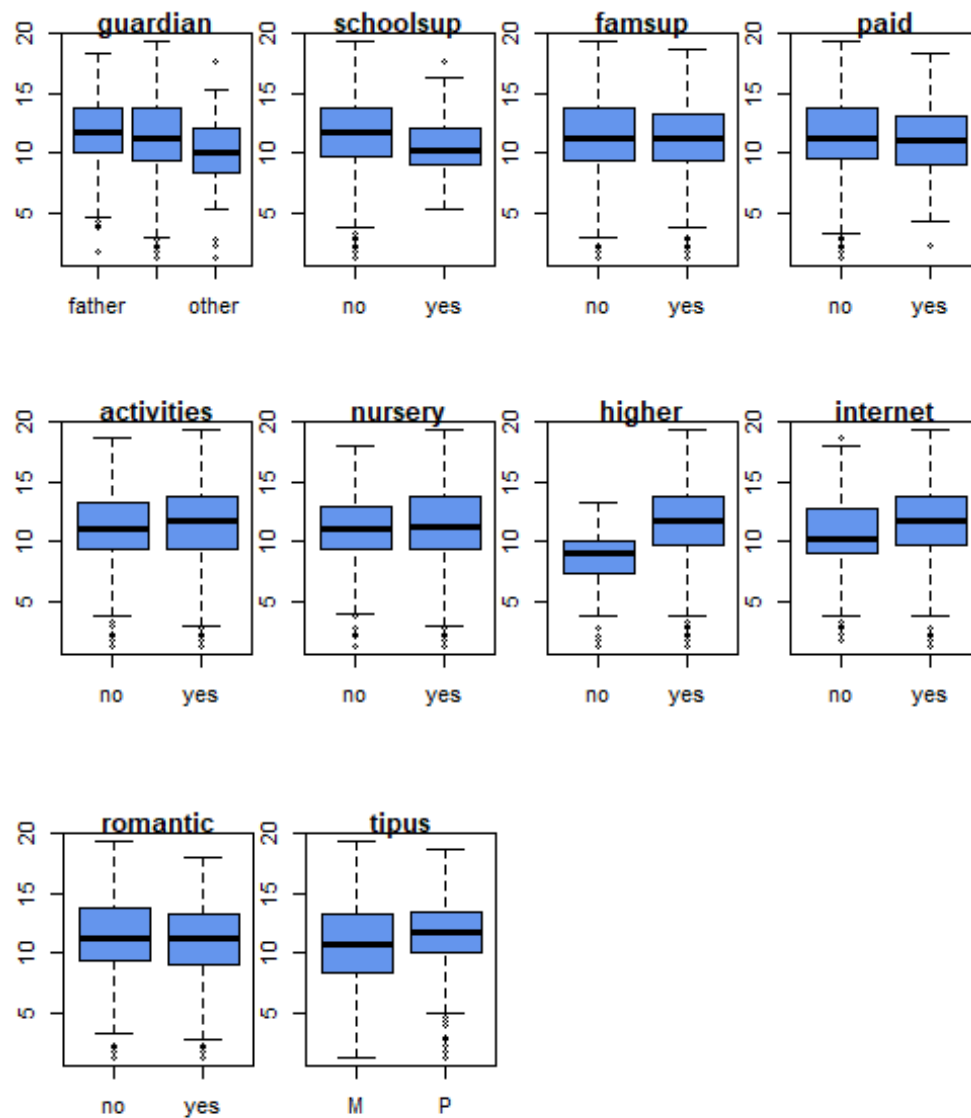 guardian schoolsup famsup paid
20 20 20 20
15 15 15 15
10 10 10 10
5 5 5 5
father other no yes no yes no yes
activities nursery higher internet
20 20 20 20
15 15 15 15
10 10 10 10
5 5 5 5
no yes no yes no yes no yes
romantic tipus
20 20
15 15
10 10
5 5
no yes M P